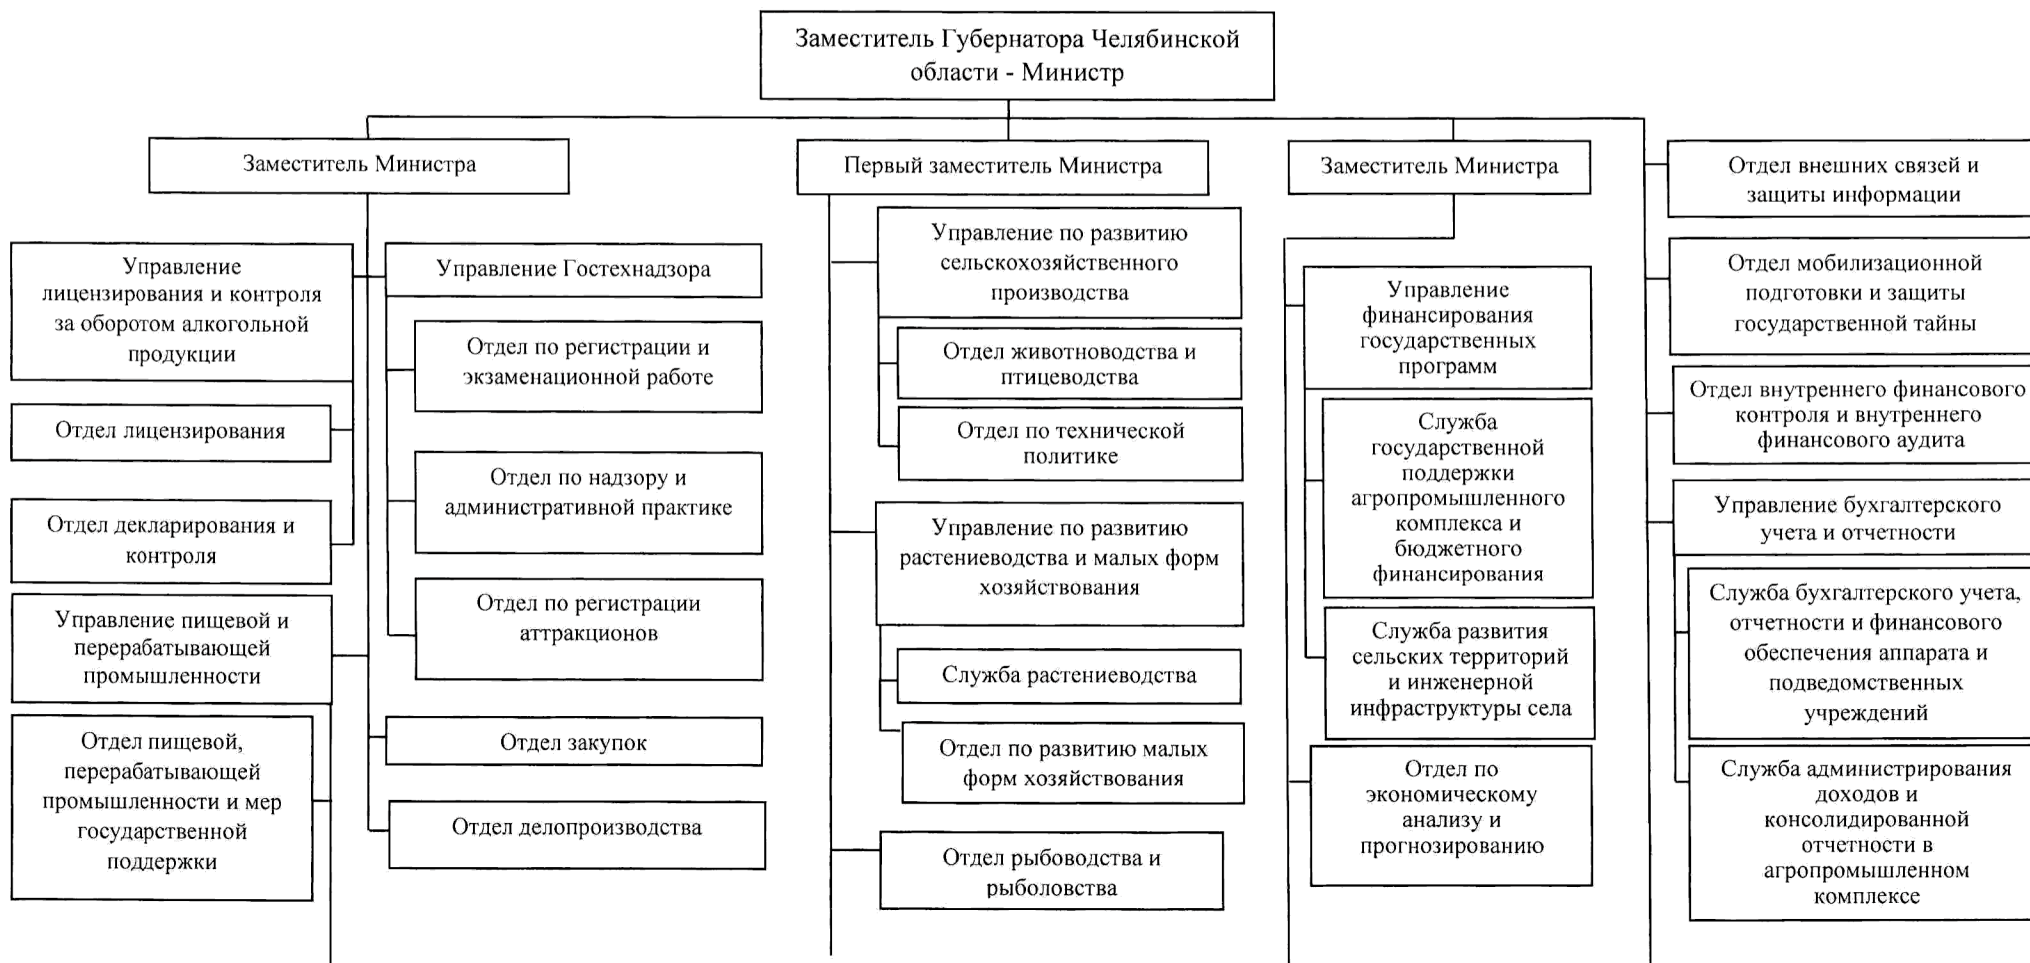 Заместитель Губернатора Челябинской
области - Министр
Заместитель Министра
Управление
лицензирования и контроля
за оборотом алкогольной
продукции
Отдел лицензирования
Отдел декларирования и
контроля
Управление пищевой и
перерабатывающей
промышленности
Отдел пищевой,
перерабатывающей
промышленности и мер
государственной
поддержки
Управление Гостехнадзора
Отдел по регистрации и
экзаменационной работе
Отдел по надзору и
административной практике
Отдел по регистрации
аттракционов
Отдел закупок
Отдел делопроизводства
Первый заместитель Министра
Управление по развитию
сельскохозяйственного
производства
Отдел животноводства и
птицеводства
Отдел по технической
политике
Управление по развитию
растениеводства и малых форм
хозяйствования
Служба растениеводства
Отдел по развитию малых
форм хозяйствования
Отдел рыбоводства и
рыболовства
Заместитель Министра
Управление
финансирования
государственных
программ
Служба
государственной
поддержки
агропромышленного
комплекса и
бюджетного
финансирования
Служба развития
сельских территорий
и инженерной
инфраструктуры села
Отдел по
экономическому
анализу и
прогнозированию
Отдел внешних связей и
защиты информации
Отдел мобилизационной
подготовки и защиты
государственной тайны
Отдел внутреннего финансового
контроля и внутреннего
финансового аудита
Управление бухгалтерского
учета и отчетности
Служба бухгалтерского учета,
отчетности и финансового
обеспечения аппарата и
подведомственных
учреждений
Служба администрирования
доходов и
консолидированной
отчетности в
агропромышленном
комплексе